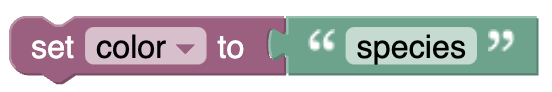 set color to “ species ”